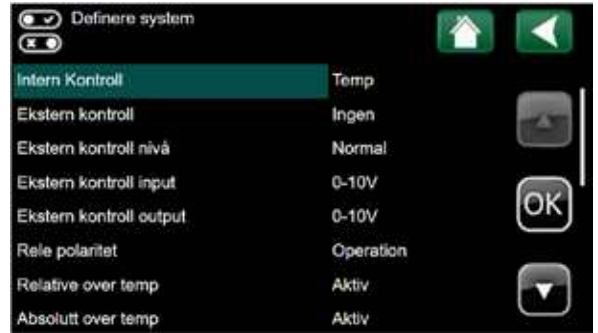 Definere system
Intern Kontroll Temp
Ekstern kontroll Ingen
Ekstern kontroll nivå Normal
Ekstern kontroll input 0-10V
Ekstern kontroll output 0-10V
OK
Rele polaritet Operation
Relative over temp Aktiv
Absolutt over temp Aktiv